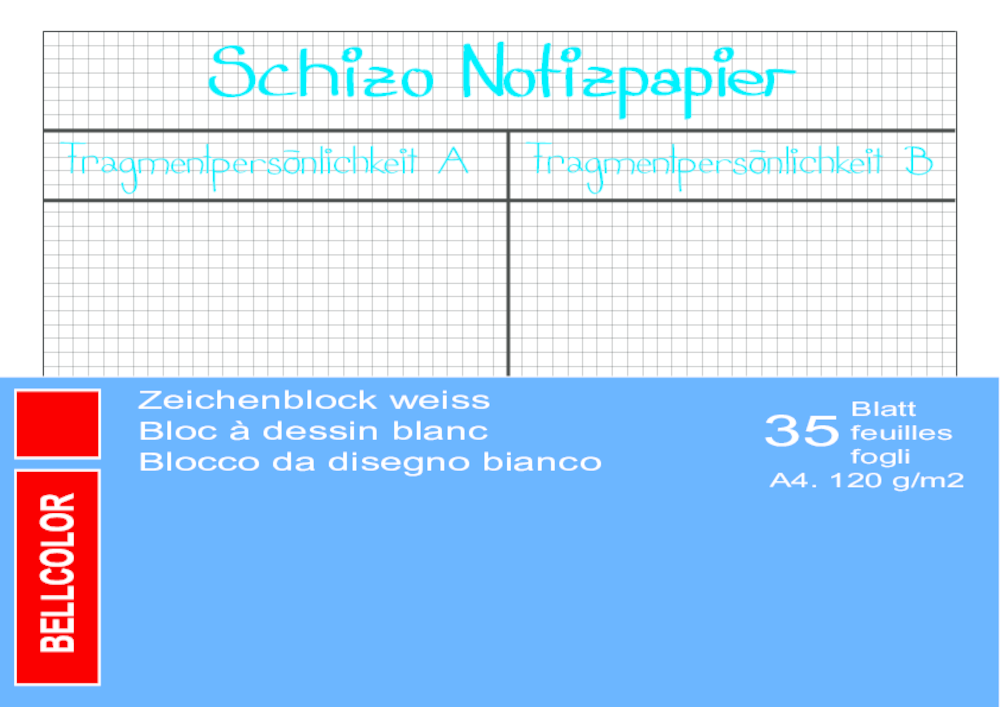 Schizo Notizpapier
Fragmentpersönlichkeit A
Fragmentpersönlichkeit B
Zeichenblock weiss
Bloc à dessin blanc
Blocco da disegno bianco
35 Blatt
feuilles
fogli
A4. 120 g/m2
BELLCOLOR